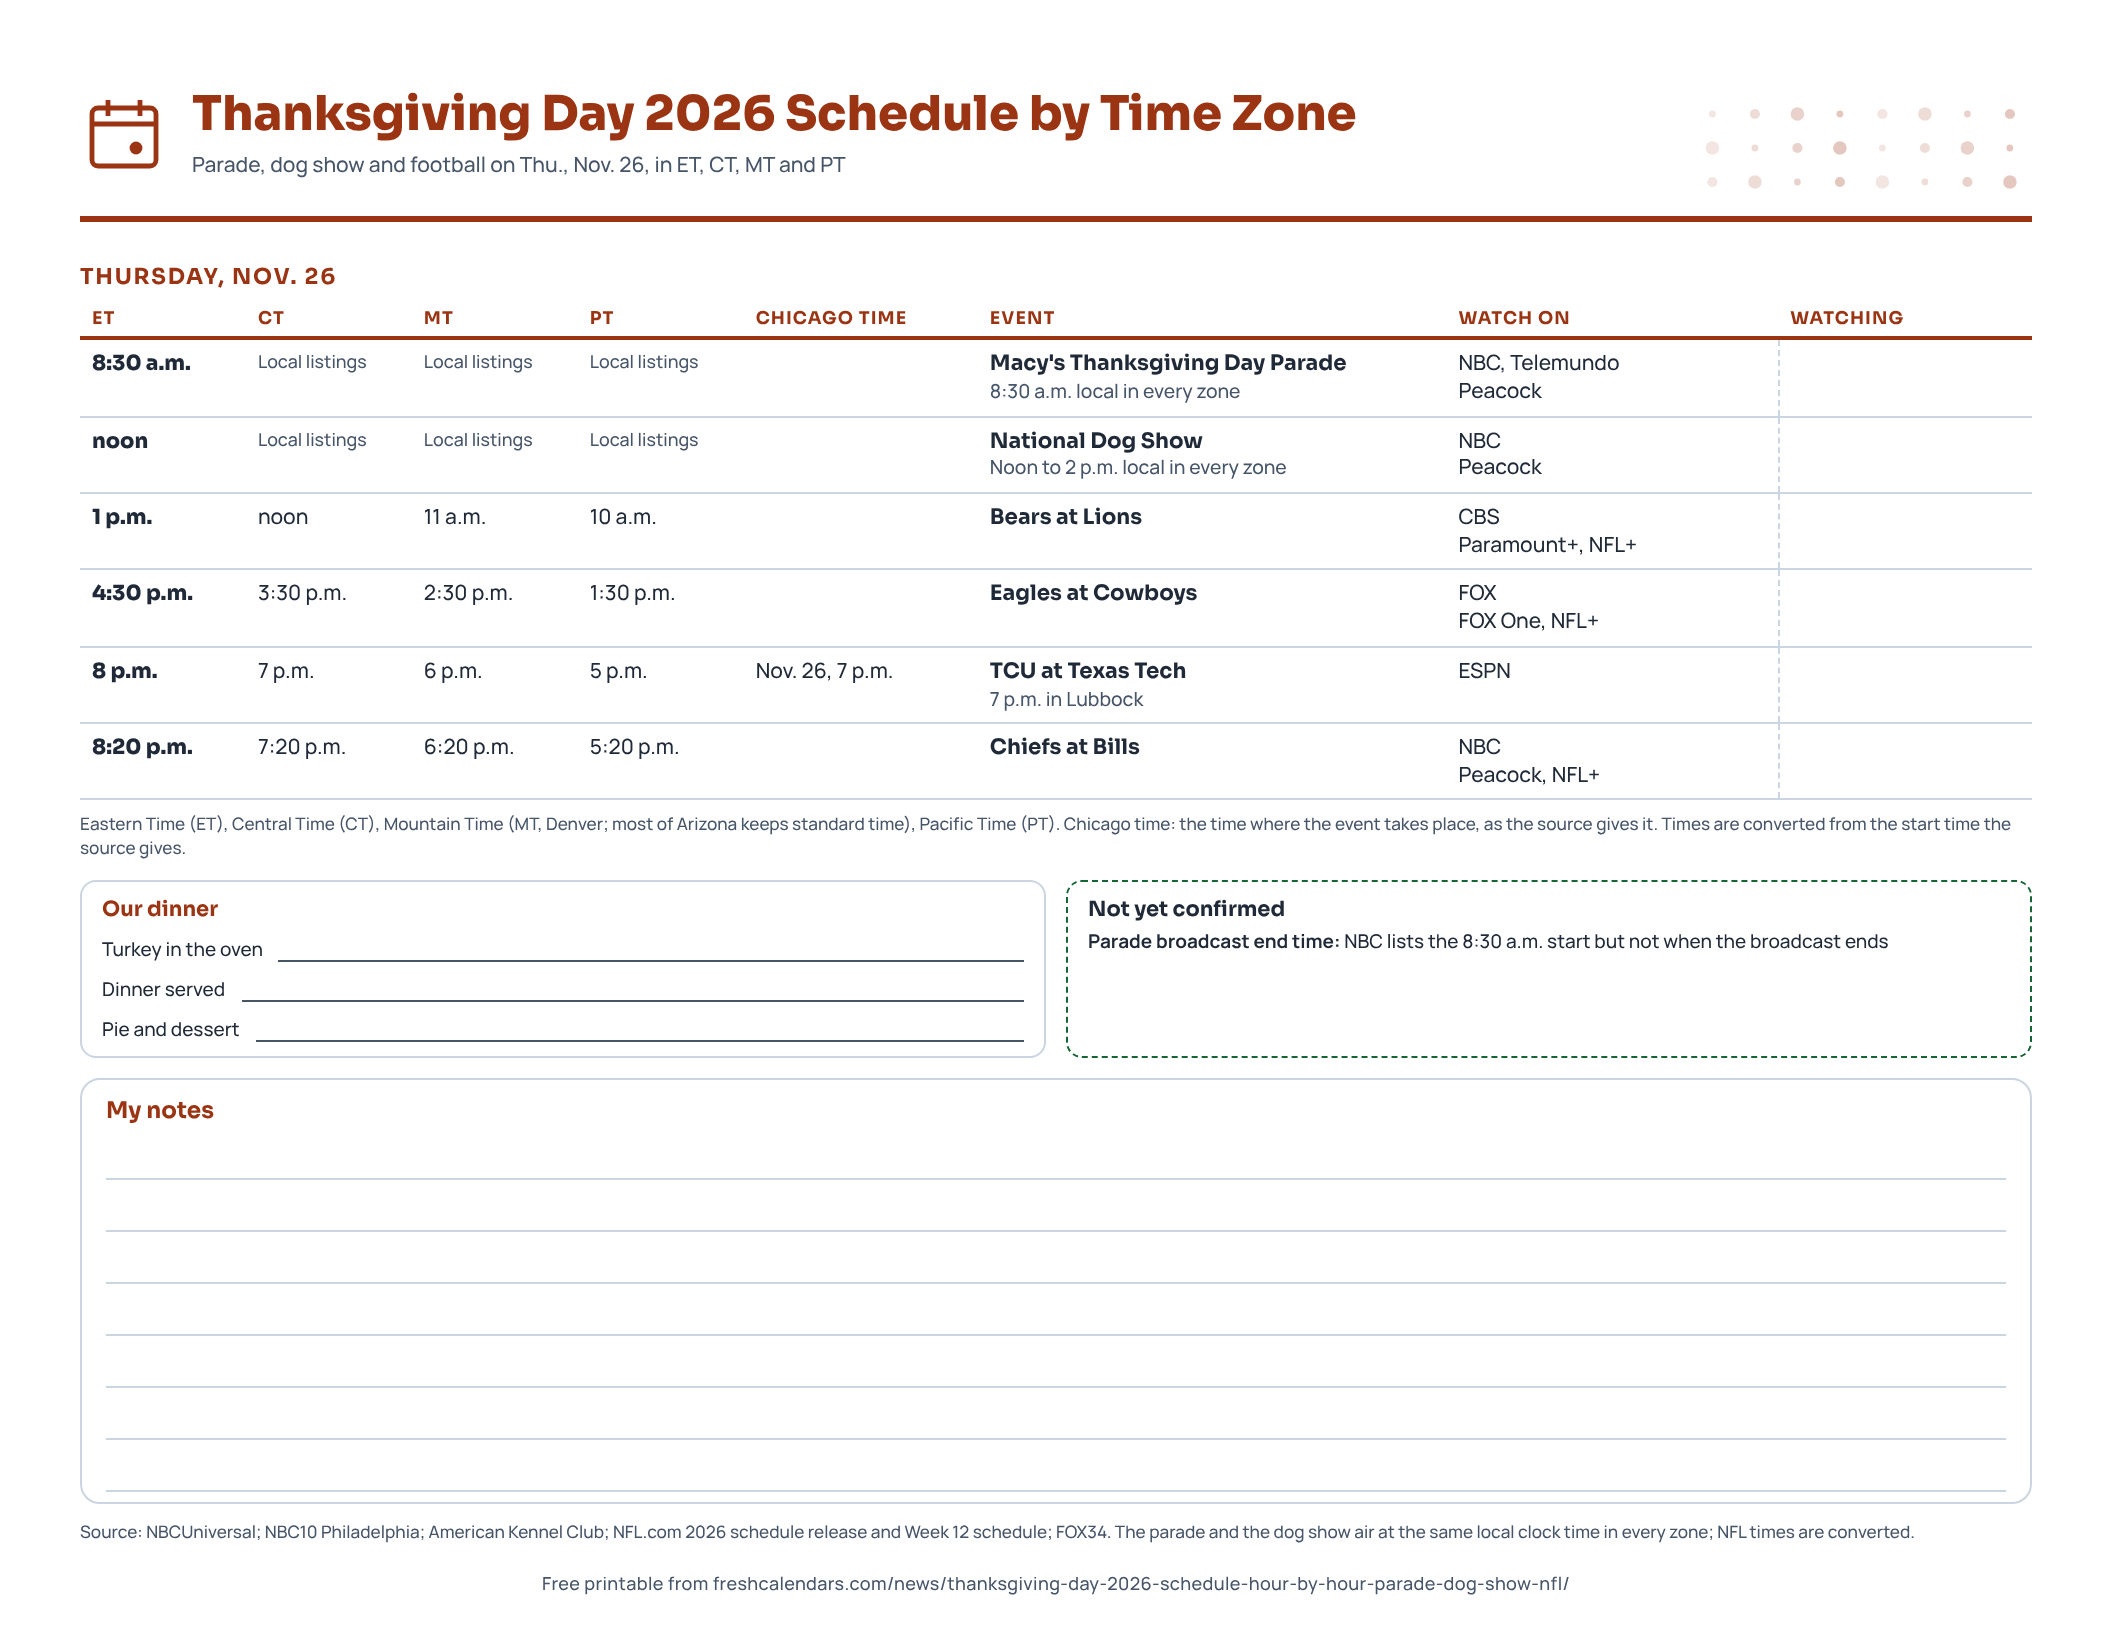 Thanksgiving Day 2026 Schedule by Time Zone
Parade, dog show and football on Thu., Nov. 26, in ET, CT, MT and PT
THURSDAY, NOV. 26
ET CT MT PT CHICAGO TIME EVENT WATCH ON WATCHING
8:30 a.m. Local listings Local listings Local listings Macy's Thanksgiving Day Parade NBC, Telemundo
8:30 a.m. local in every zone Peacock
noon Local listings Local listings Local listings National Dog Show NBC
Noon to 2 p.m. local in every zone Peacock
1 p.m. noon 11 a.m. 10 a.m. Bears at Lions CBS
Paramount+, NFL+
4:30 p.m. 3:30 p.m. 2:30 p.m. 1:30 p.m. Eagles at Cowboys FOX
FOX One, NFL+
8 p.m. 7 p.m. 6 p.m. 5 p.m. Nov. 26, 7 p.m. TCU at Texas Tech ESPN
7 p.m. in Lubbock
8:20 p.m. 7:20 p.m. 6:20 p.m. 5:20 p.m. Chiefs at Bills NBC
Peacock, NFL+
Eastern Time (ET), Central Time (CT), Mountain Time (MT, Denver; most of Arizona keeps standard time), Pacific Time (PT). Chicago time: the time where the event takes place, as the source gives it. Times are converted from the start time the
source gives.
Our dinner
Turkey in the oven
Dinner served
Pie and dessert
Not yet confirmed
Parade broadcast end time: NBC lists the 8:30 a.m. start but not when the broadcast ends
My notes
Source: NBCUniversal; NBC10 Philadelphia; American Kennel Club; NFL.com 2026 schedule release and Week 12 schedule; FOX34. The parade and the dog show air at the same local clock time in every zone; NFL times are converted.
Free printable from freshcalendars.com/news/thanksgiving-day-2026-schedule-hour-by-hour-parade-dog-show-nfl/